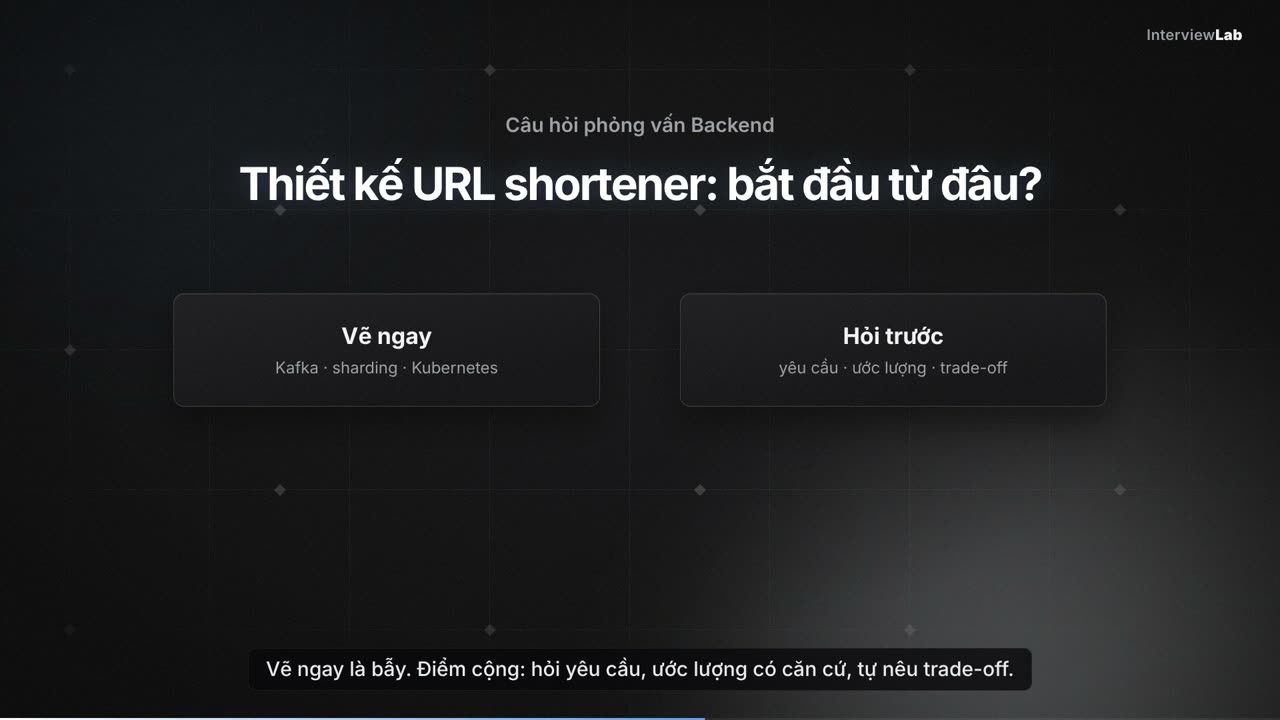 InterviewLab
Câu hỏi phỏng vấn Backend
Thiết kế URL shortener: bắt đầu từ đâu?
Vẽ ngay
Kafka · sharding · Kubernetes
Hỏi trước
yêu cầu · ước lượng · trade-off
Vẽ ngay là bẫy. Điểm cộng: hỏi yêu cầu, ước lượng có căn cứ, tự nêu trade-off.